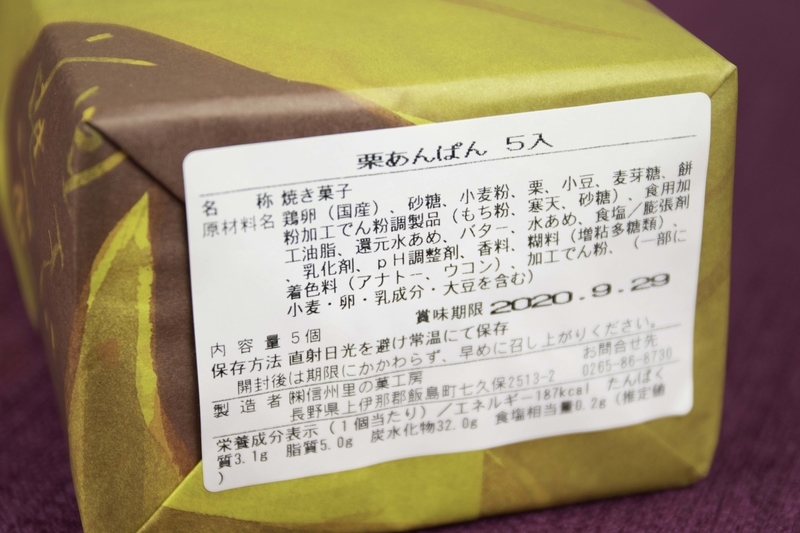 栗あんぱん 5入
名 称 焼き菓子
原材料名 鶏卵（国産）、砂糖、小麦粉、栗、小豆、麦芽糖、餅
粉加工でん粉調製品（もち粉、寒天、砂糖）、食用加
工油脂、還元水あめ、バター、水あめ、食塩／膨張剤
、乳化剤、pH調整剤、香料、糊料（増粘多糖類）、
着色料（アナトー、ウコン）、加工でん粉、（一部に
小麦・卵・乳成分・大豆を含む）
賞味期限 2020.9.29
内 容 量 5個
保存方法 直射日光を避け常温にて保存
開封後は期限にかかわらず、早めに召し上がりください。
製 造 者 ㈱信州里の菓工房 お問合せ先
長野県上伊那郡飯島町七久保2513-2 0265-86-8730
栄養成分表示（1個当たり）／エネルギー187kcal たんぱく
質3.1g 脂質5.0g 炭水化物32.0g 食塩相当量0.2g（推定値
）